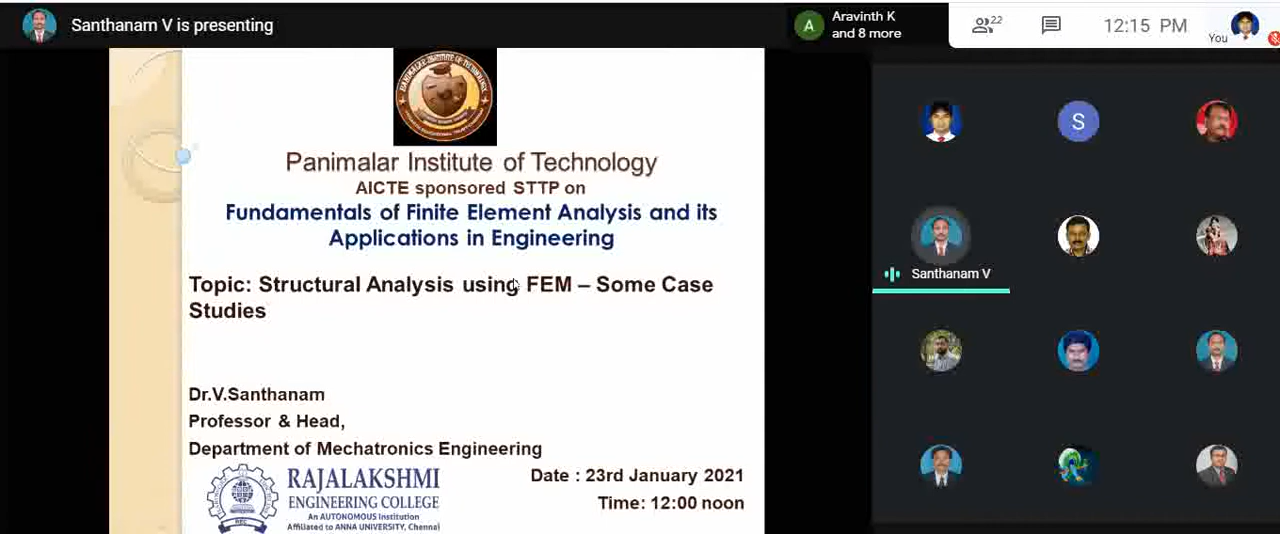 Santhanam V is presenting
A
Aravinth K
and 8 more
22
12:15 PM
You
Panimalar Institute of Technology
AICTE sponsored STTP on
Fundamentals of Finite Element Analysis and its
Applications in Engineering
Topic: Structural Analysis using FEM – Some Case
Studies
Dr.V.Santhanam
Professor & Head,
Department of Mechatronics Engineering
RAJALAKSHMI
ENGINEERING COLLEGE
An AUTONOMOUS Institution
Affiliated to ANNA UNIVERSITY, Chennai
REC
Date : 23rd January 2021
Time: 12:00 noon
S
Santhanam V